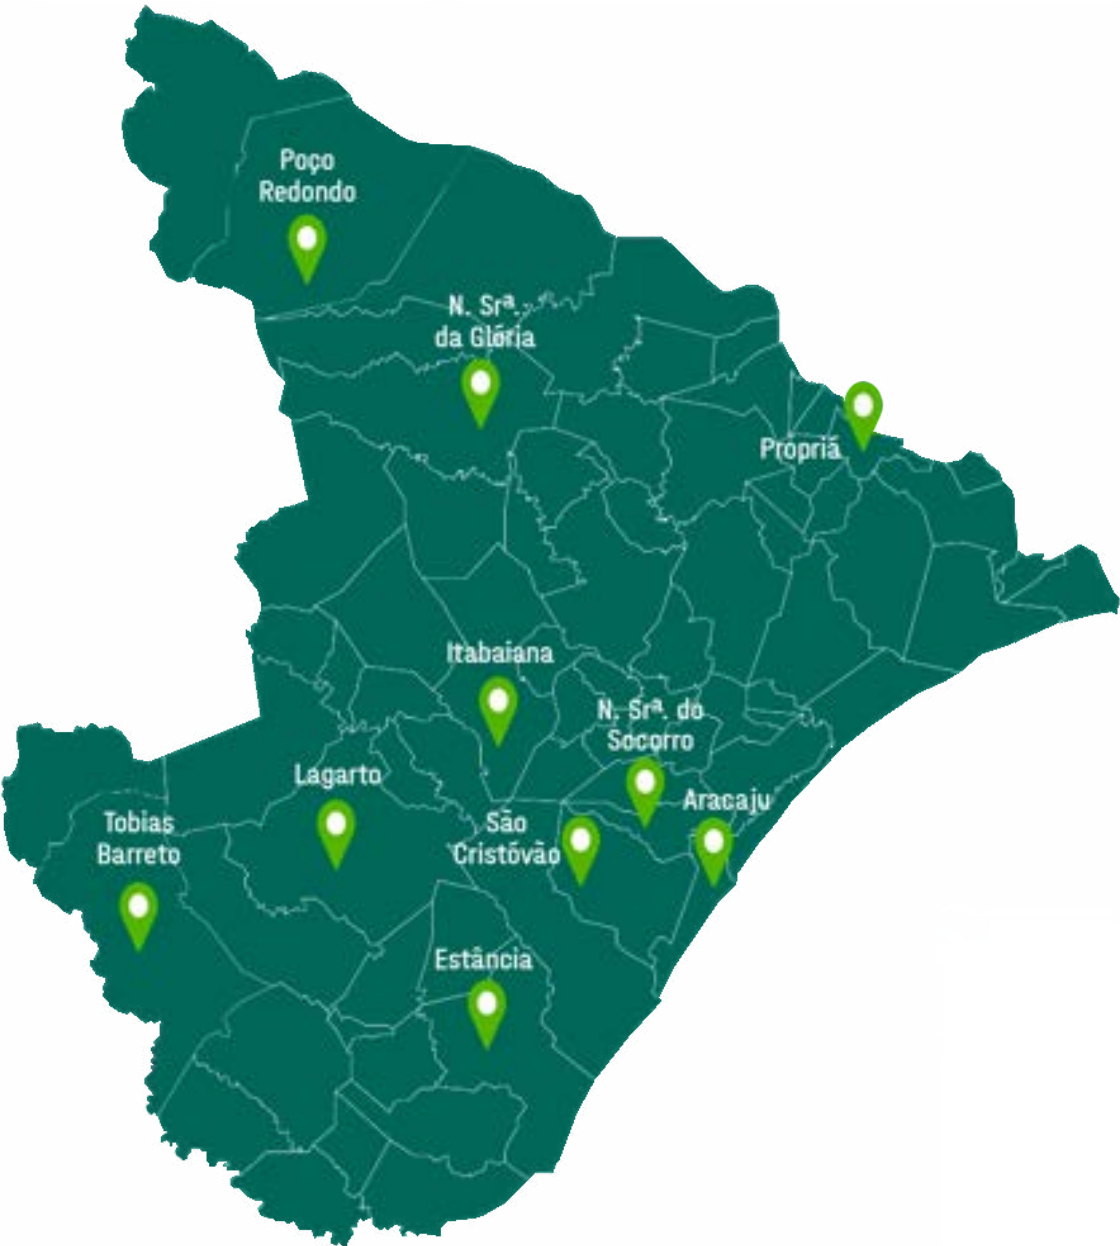 Poço
Redondo
N. Srª.
da Glória
Propriá
Itabaiana
N. Srª. do
Socorro
Lagarto
Aracaju
Tobias
Barreto
São
Cristóvão
Estância